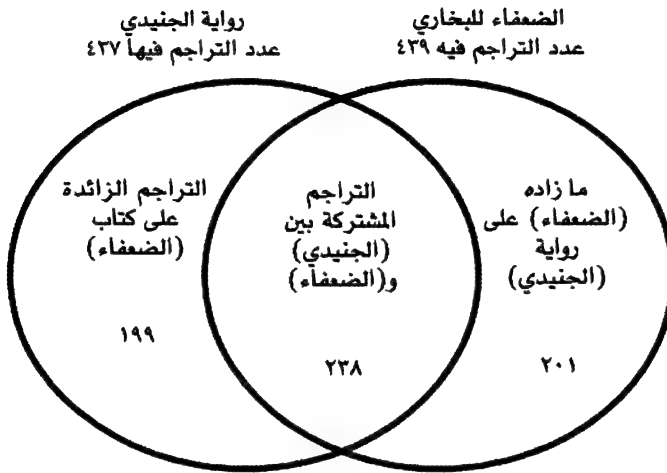 الضعفاء للبخاري
عدد التراجم فيه ٤٣٩
رواية الجنيدي
عدد التراجم فيها ٤٣٧
ما زاده
(الضعفاء) على
رواية
(الجنيدي)
٢٠١
التراجم
المشتركة بين
(الجنيدي)
و(الضعفاء)
٢٣٨
التراجم الزائدة
على كتاب
(الضعفاء)
١٩٩